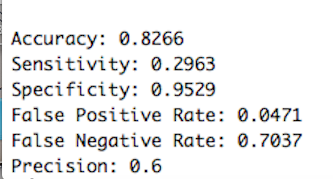 Accuracy: 0.8266
Sensitivity: 0.2963
Specificity: 0.9529
False Positive Rate: 0.0471
False Negative Rate: 0.7037
Precision: 0.6